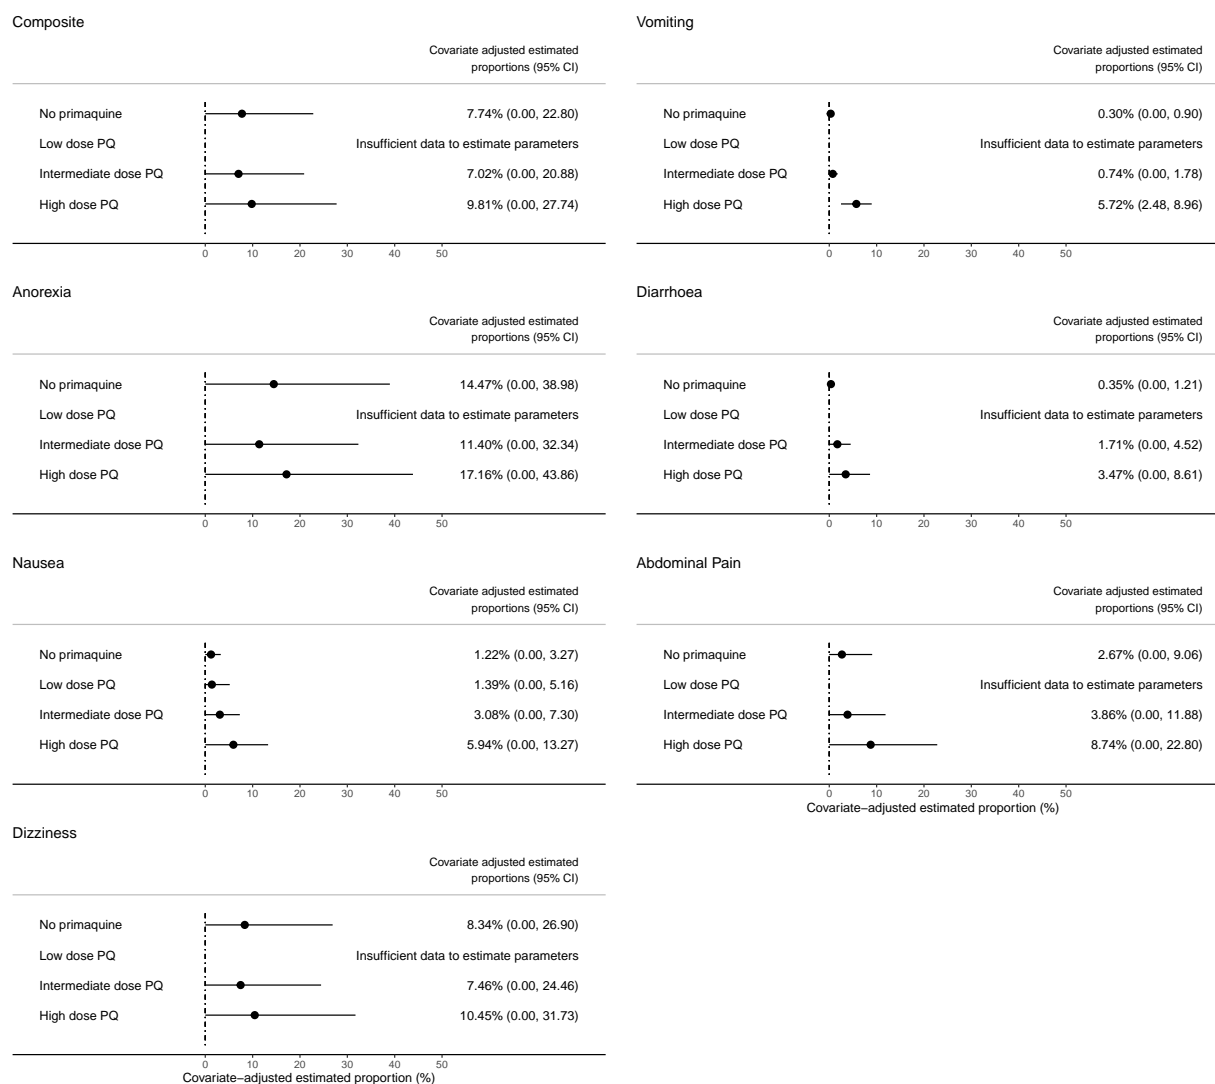 Composite
Covariate adjusted estimated
proportions (95% CI)
No primaquine 7.74% (0.00, 22.80)
Low dose PQ Insufficient data to estimate parameters
Intermediate dose PQ 7.02% (0.00, 20.88)
High dose PQ 9.81% (0.00, 27.74)
0 10 20 30 40 50
Vomiting
Covariate adjusted estimated
proportions (95% CI)
No primaquine 0.30% (0.00, 0.90)
Low dose PQ Insufficient data to estimate parameters
Intermediate dose PQ 0.74% (0.00, 1.78)
High dose PQ 5.72% (2.48, 8.96)
0 10 20 30 40 50
Anorexia
Covariate adjusted estimated
proportions (95% CI)
No primaquine 14.47% (0.00, 38.98)
Low dose PQ Insufficient data to estimate parameters
Intermediate dose PQ 11.40% (0.00, 32.34)
High dose PQ 17.16% (0.00, 43.86)
0 10 20 30 40 50
Diarrhoea
Covariate adjusted estimated
proportions (95% CI)
No primaquine 0.35% (0.00, 1.21)
Low dose PQ Insufficient data to estimate parameters
Intermediate dose PQ 1.71% (0.00, 4.52)
High dose PQ 3.47% (0.00, 8.61)
0 10 20 30 40 50
Nausea
Covariate adjusted estimated
proportions (95% CI)
No primaquine 1.22% (0.00, 3.27)
Low dose PQ 1.39% (0.00, 5.16)
Intermediate dose PQ 3.08% (0.00, 7.30)
High dose PQ 5.94% (0.00, 13.27)
0 10 20 30 40 50
Abdominal Pain
Covariate adjusted estimated
proportions (95% CI)
No primaquine 2.67% (0.00, 9.06)
Low dose PQ Insufficient data to estimate parameters
Intermediate dose PQ 3.86% (0.00, 11.88)
High dose PQ 8.74% (0.00, 22.80)
0 10 20 30 40 50
Covariate−adjusted estimated proportion (%)
Dizziness
Covariate adjusted estimated
proportions (95% CI)
No primaquine 8.34% (0.00, 26.90)
Low dose PQ Insufficient data to estimate parameters
Intermediate dose PQ 7.46% (0.00, 24.46)
High dose PQ 10.45% (0.00, 31.73)
0 10 20 30 40 50
Covariate−adjusted estimated proportion (%)